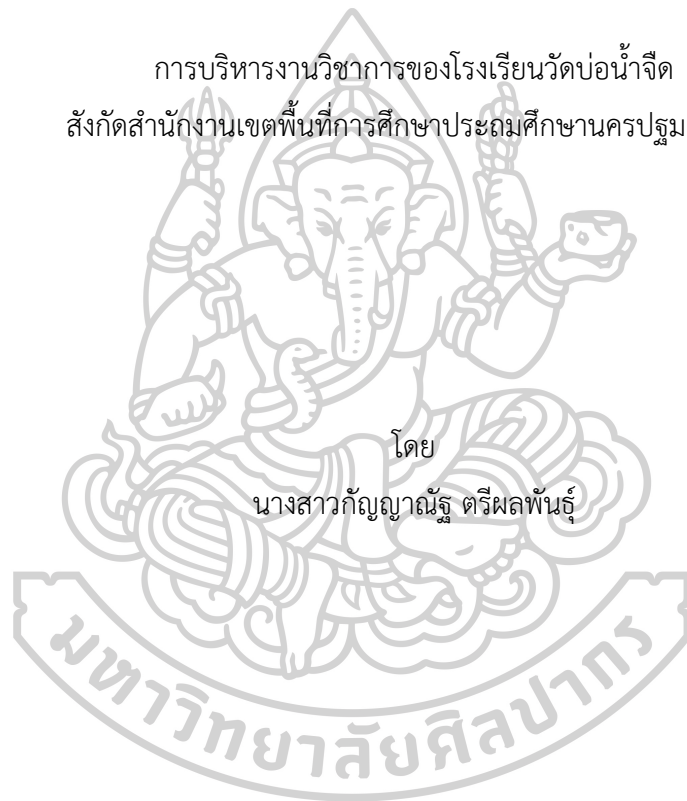 การบริหารงานวิชาการของโรงเรียนวัดบ่อน้ำจืด
สังกัดสำนักงานเขตพื้นที่การศึกษาประถมศึกษานครปฐม
โดย
นางสาวกัญญาณัฐ ตรีผลพันธุ์
มหาวิทยาลัยศิลปากร